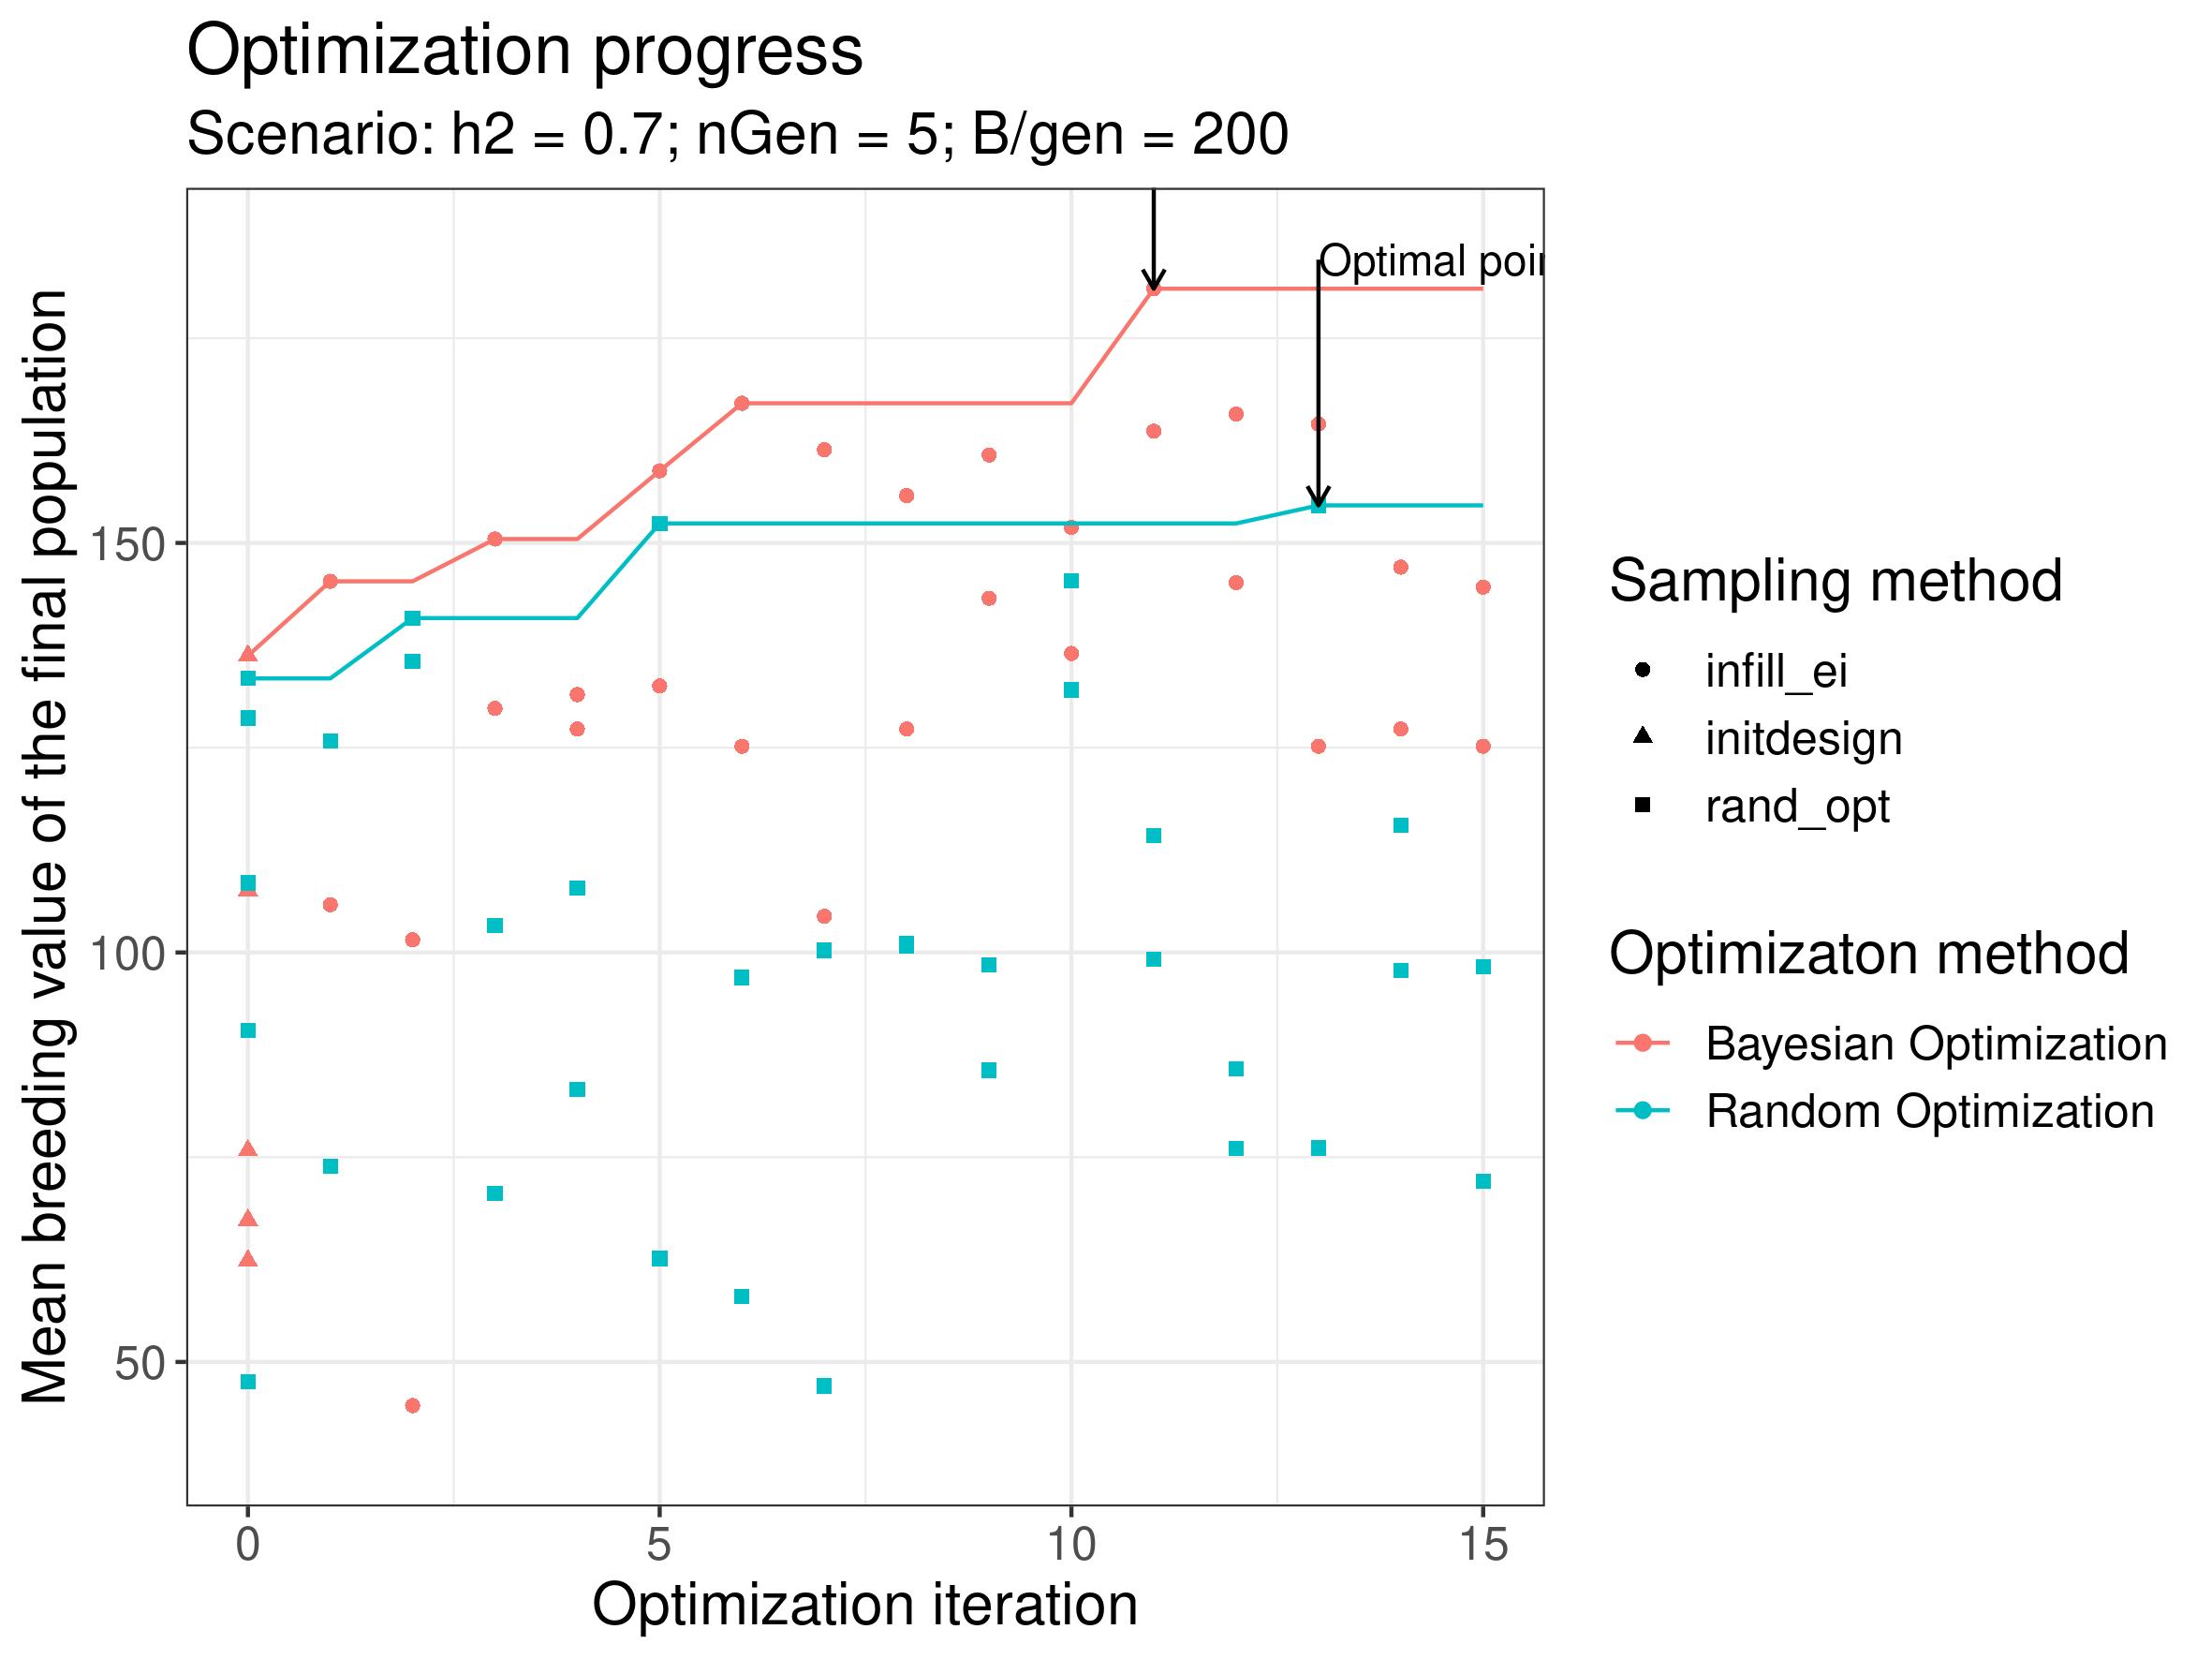 Optimization progress
Scenario: h2 = 0.7; nGen = 5; B/gen = 200
Mean breeding value of the final population
150
100
50
Optimal
0
5
10
15
Optimization iteration
Sampling method
infill_ei
initdesign
rand_opt
Optimizaton method
Bayesian Optimization
Random Optimization